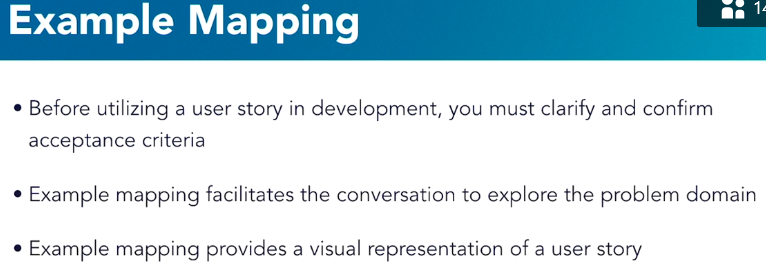 Example Mapping
• Before utilizing a user story in development, you must clarify and confirm
acceptance criteria
• Example mapping facilitates the conversation to explore the problem domain
• Example mapping provides a visual representation of a user story